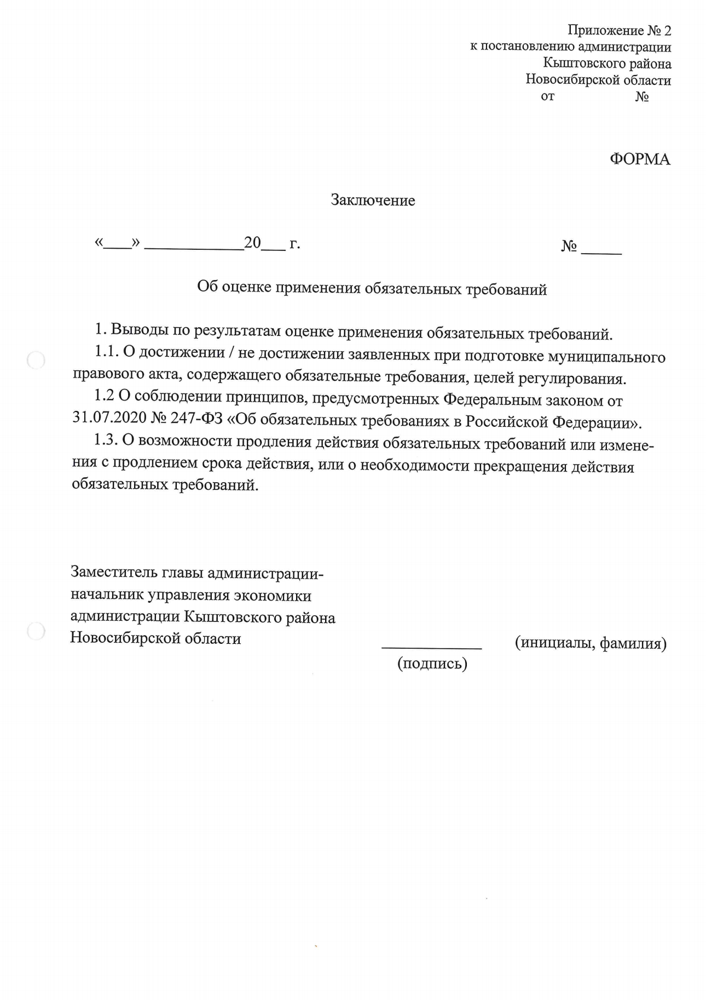 Приложение № 2
к постановлению администрации
Кыштовского района
Новосибирской области
от №
ФОРМА
Заключение
«___» ____________20___ г. № _____
Об оценке применения обязательных требований
1. Выводы по результатам оценке применения обязательных требований.
1.1. О достижении / не достижении заявленных при подготовке муниципального
правового акта, содержащего обязательные требования, целей регулирования.
1.2 О соблюдении принципов, предусмотренных Федеральным законом от
31.07.2020 № 247-ФЗ «Об обязательных требованиях в Российской Федерации».
1.3. О возможности продления действия обязательных требований или измене-
ния с продлением срока действия, или о необходимости прекращения действия
обязательных требований.
Заместитель главы администрации-
начальник управления экономики
администрации Кыштовского района
Новосибирской области ____________ (инициалы, фамилия)
(подпись)